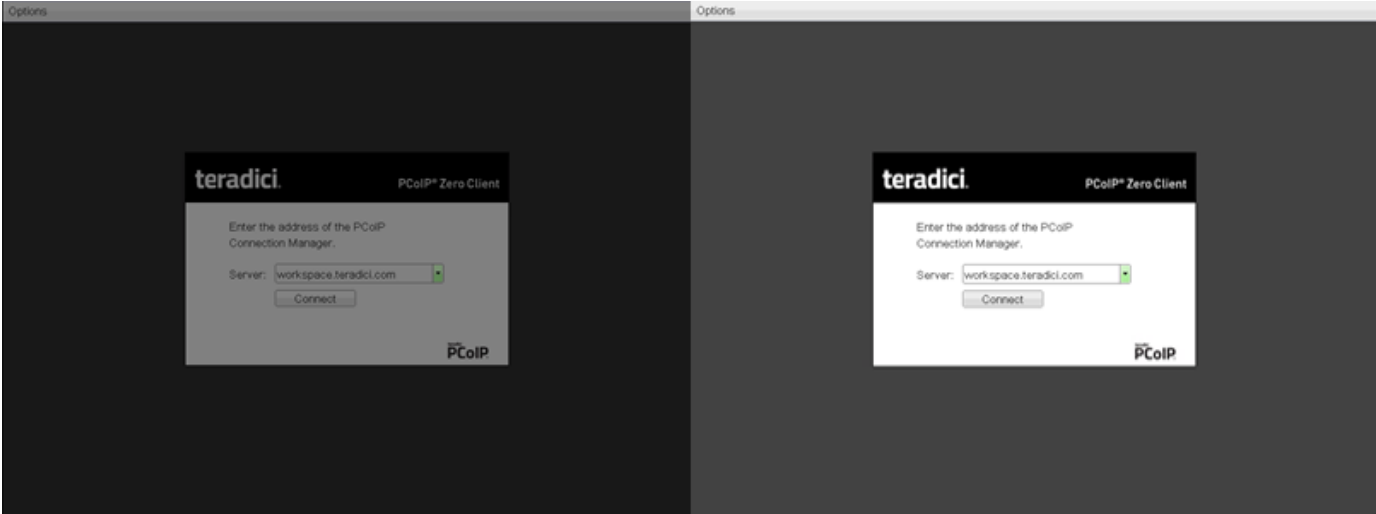 Options
teradici.
PCoIP® Zero Client
Enter the address of the PCoIP
Connection Manager.
Server: workspace.teradici.com
Connect
PCoIP
Options
teradici.
PCoIP® Zero Client
Enter the address of the PCoIP
Connection Manager.
Server: workspace.teradici.com
Connect
PCoIP